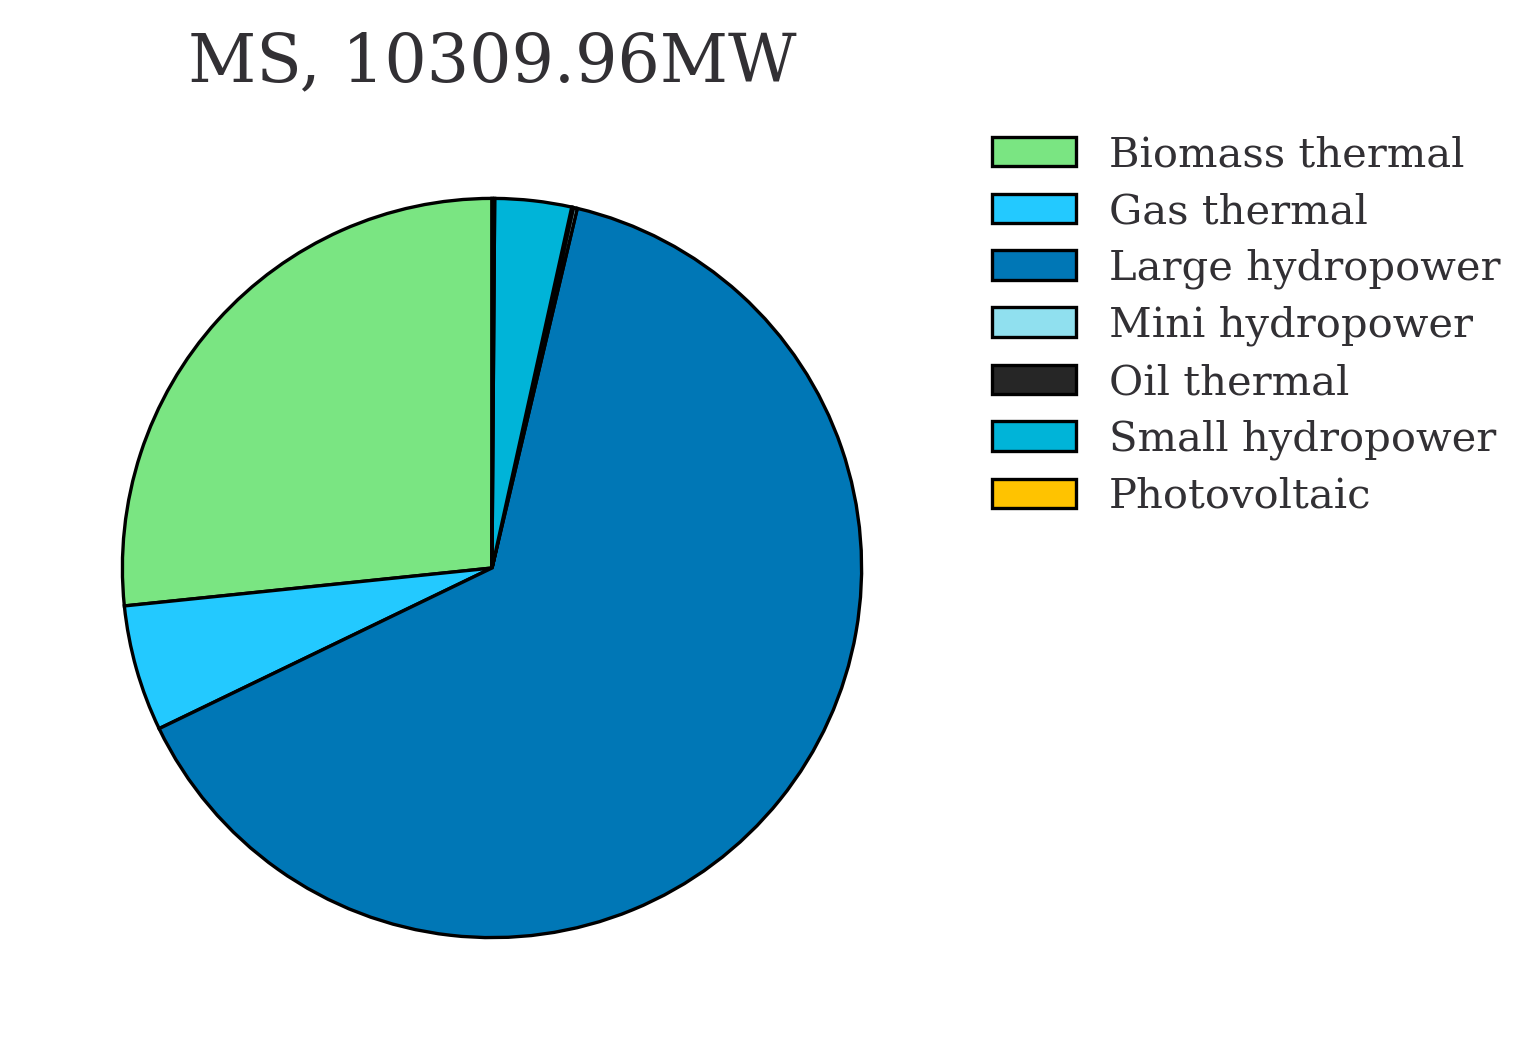 MS, 10309.96MW
Biomass thermal
Gas thermal
Large hydropower
Mini hydropower
Oil thermal
Small hydropower
Photovoltaic